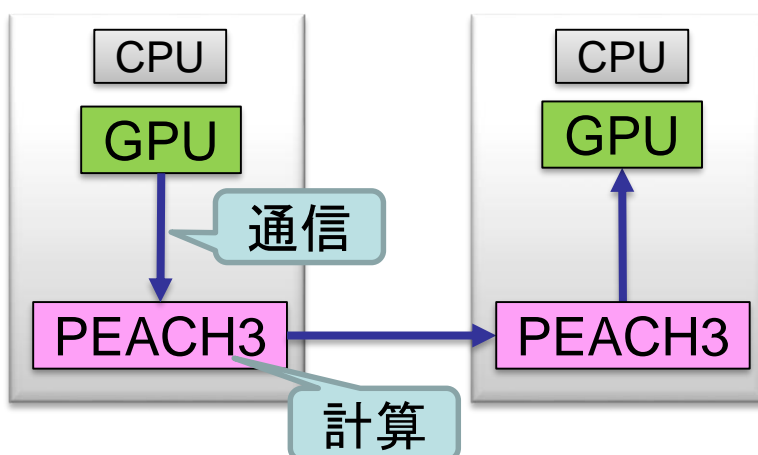 CPU
CPU
GPU
GPU
通信
PEACH3
PEACH3
計算